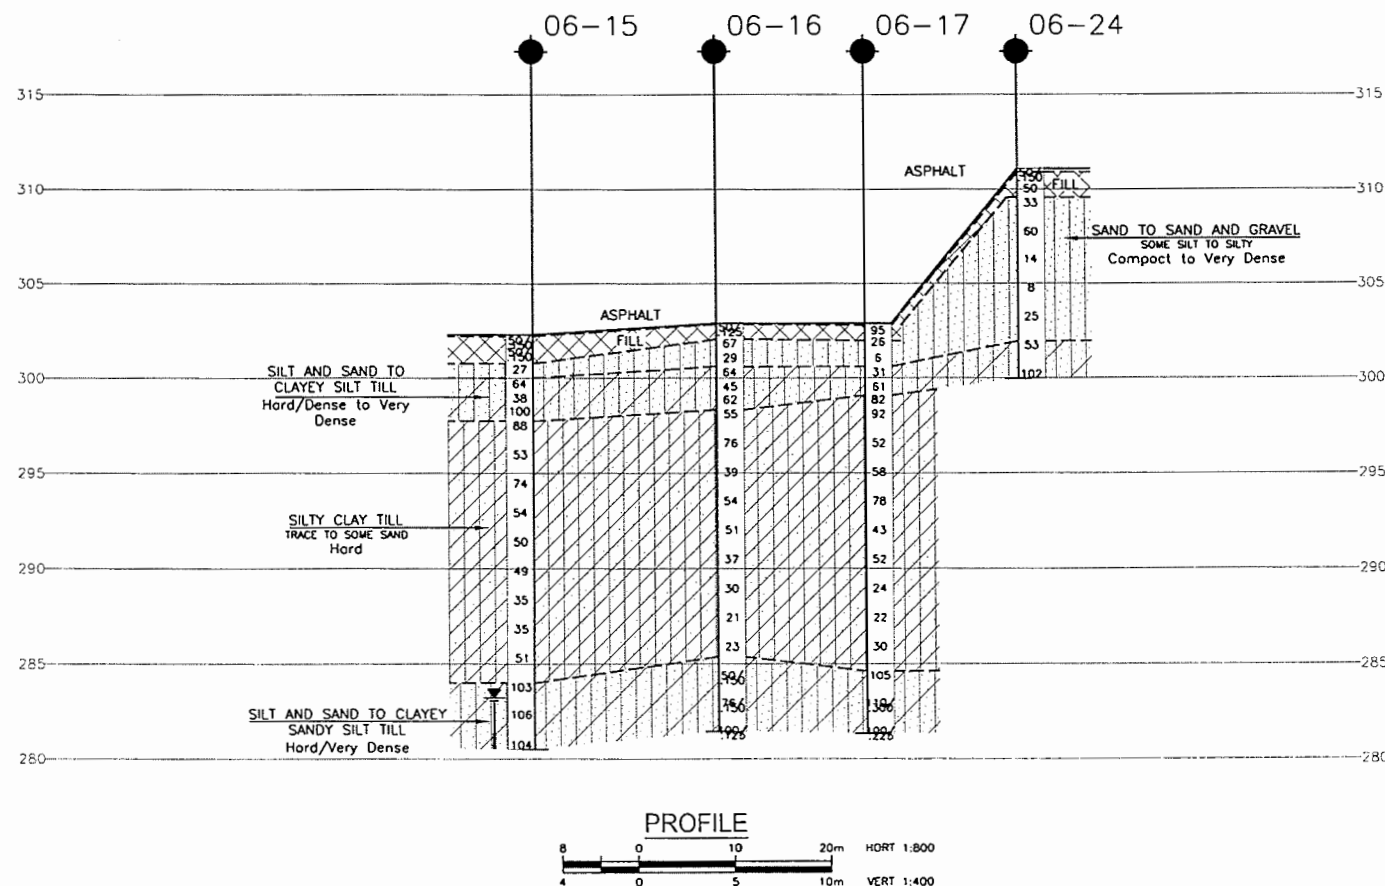 06-15 06-16 06-17 06-24
315 315
ASPHALT
310 310
FILL
SAND TO SAND AND GRAVEL
SOME SILT TO SILTY
Compact to Very Dense
305 305
ASPHALT
FILL
SILT AND SAND TO
CLAYEY SILT TILL
Hard/Dense to Very
Dense
300 300
295 295
SILTY CLAY TILL
TRACE TO SOME SAND
Hard
290 290
285 285
SILT AND SAND TO CLAYEY
SANDY SILT TILL
Hard/Very Dense
280 280
27
64
38
100
88
53
74
54
50
49
35
35
51
103
106
104
67
29
64
45
62
55
76
39
54
51
37
30
21
23
95
26
6
31
61
82
92
52
58
78
43
52
24
22
30
105
50
33
60
14
8
25
53
102
PROFILE
8 0 10 20m HORT 1:800
4 0 5 10m VERT 1:400